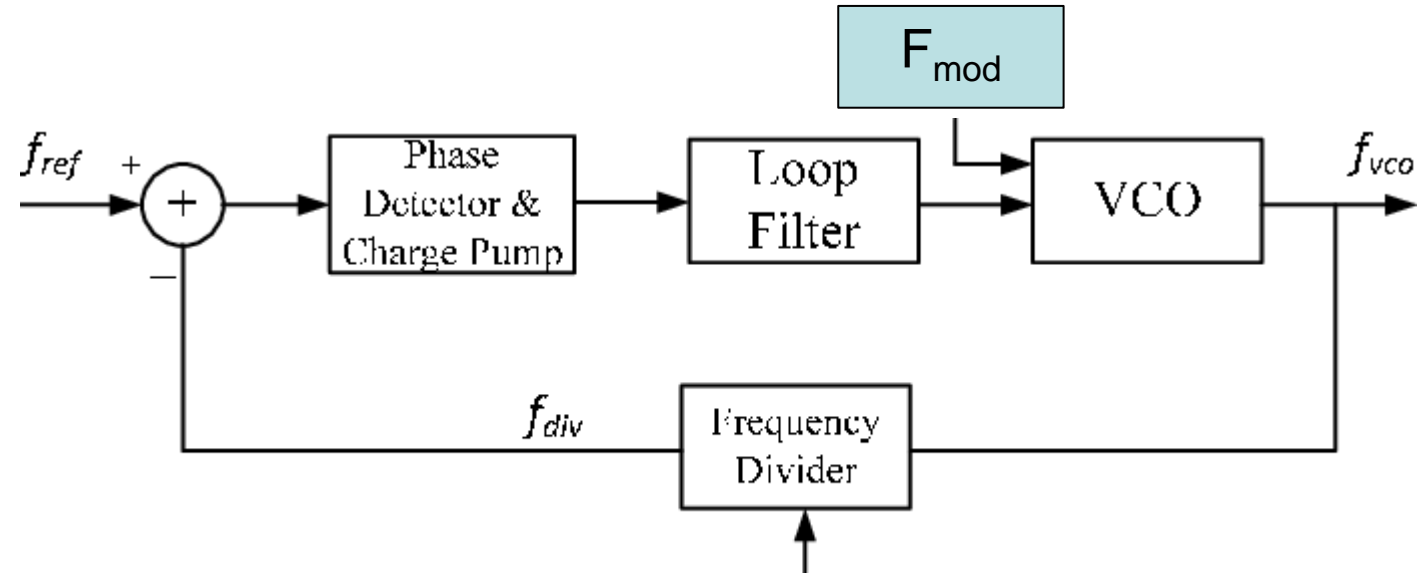 F_mod
f_ref
+
+
−
Phase
Detector &
Charge Pump
Loop
Filter
VCO
f_vco
f_div
Frequency
Divider